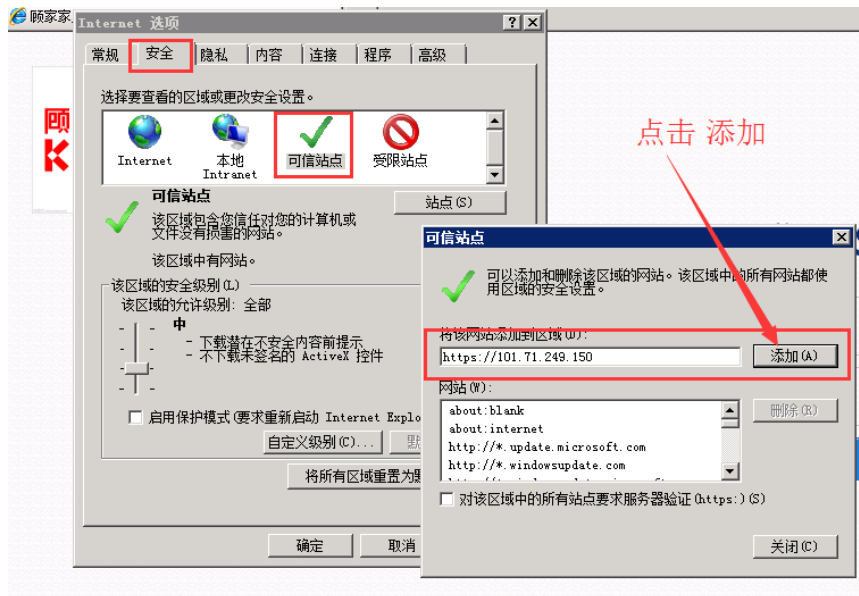 顾家家
Internet 选项
常规 安全 隐私 内容 连接 程序 高级
选择要查看的区域或更改安全设置。
Internet
本地
Intranet
可信站点
受限站点
可信站点
站点(S)
该区域包含您信任对您的计算机或
文件没有损害的网站。
该区域中有网站。
该区域的安全级别(L)
该区域的允许级别: 全部
中
- 下载潜在不安全内容前提示
- 不下载未签名的 ActiveX 控件
启用保护模式(要求重新启动 Internet Explo
自定义级别(C)...
将所有区域重置为
确定
取消
顾
K
点击 添加
可信站点
可以添加和删除该区域的网站。该区域中的所有网站都使
用区域的安全设置。
将该网站添加到区域(D):
https://101.71.249.150
添加(A)
网站(W):
about:blank
about:internet
http://*.update.microsoft.com
http://*.windowsupdate.com
删除(R)
对该区域中的所有站点要求服务器验证(https:)(S)
关闭(C)